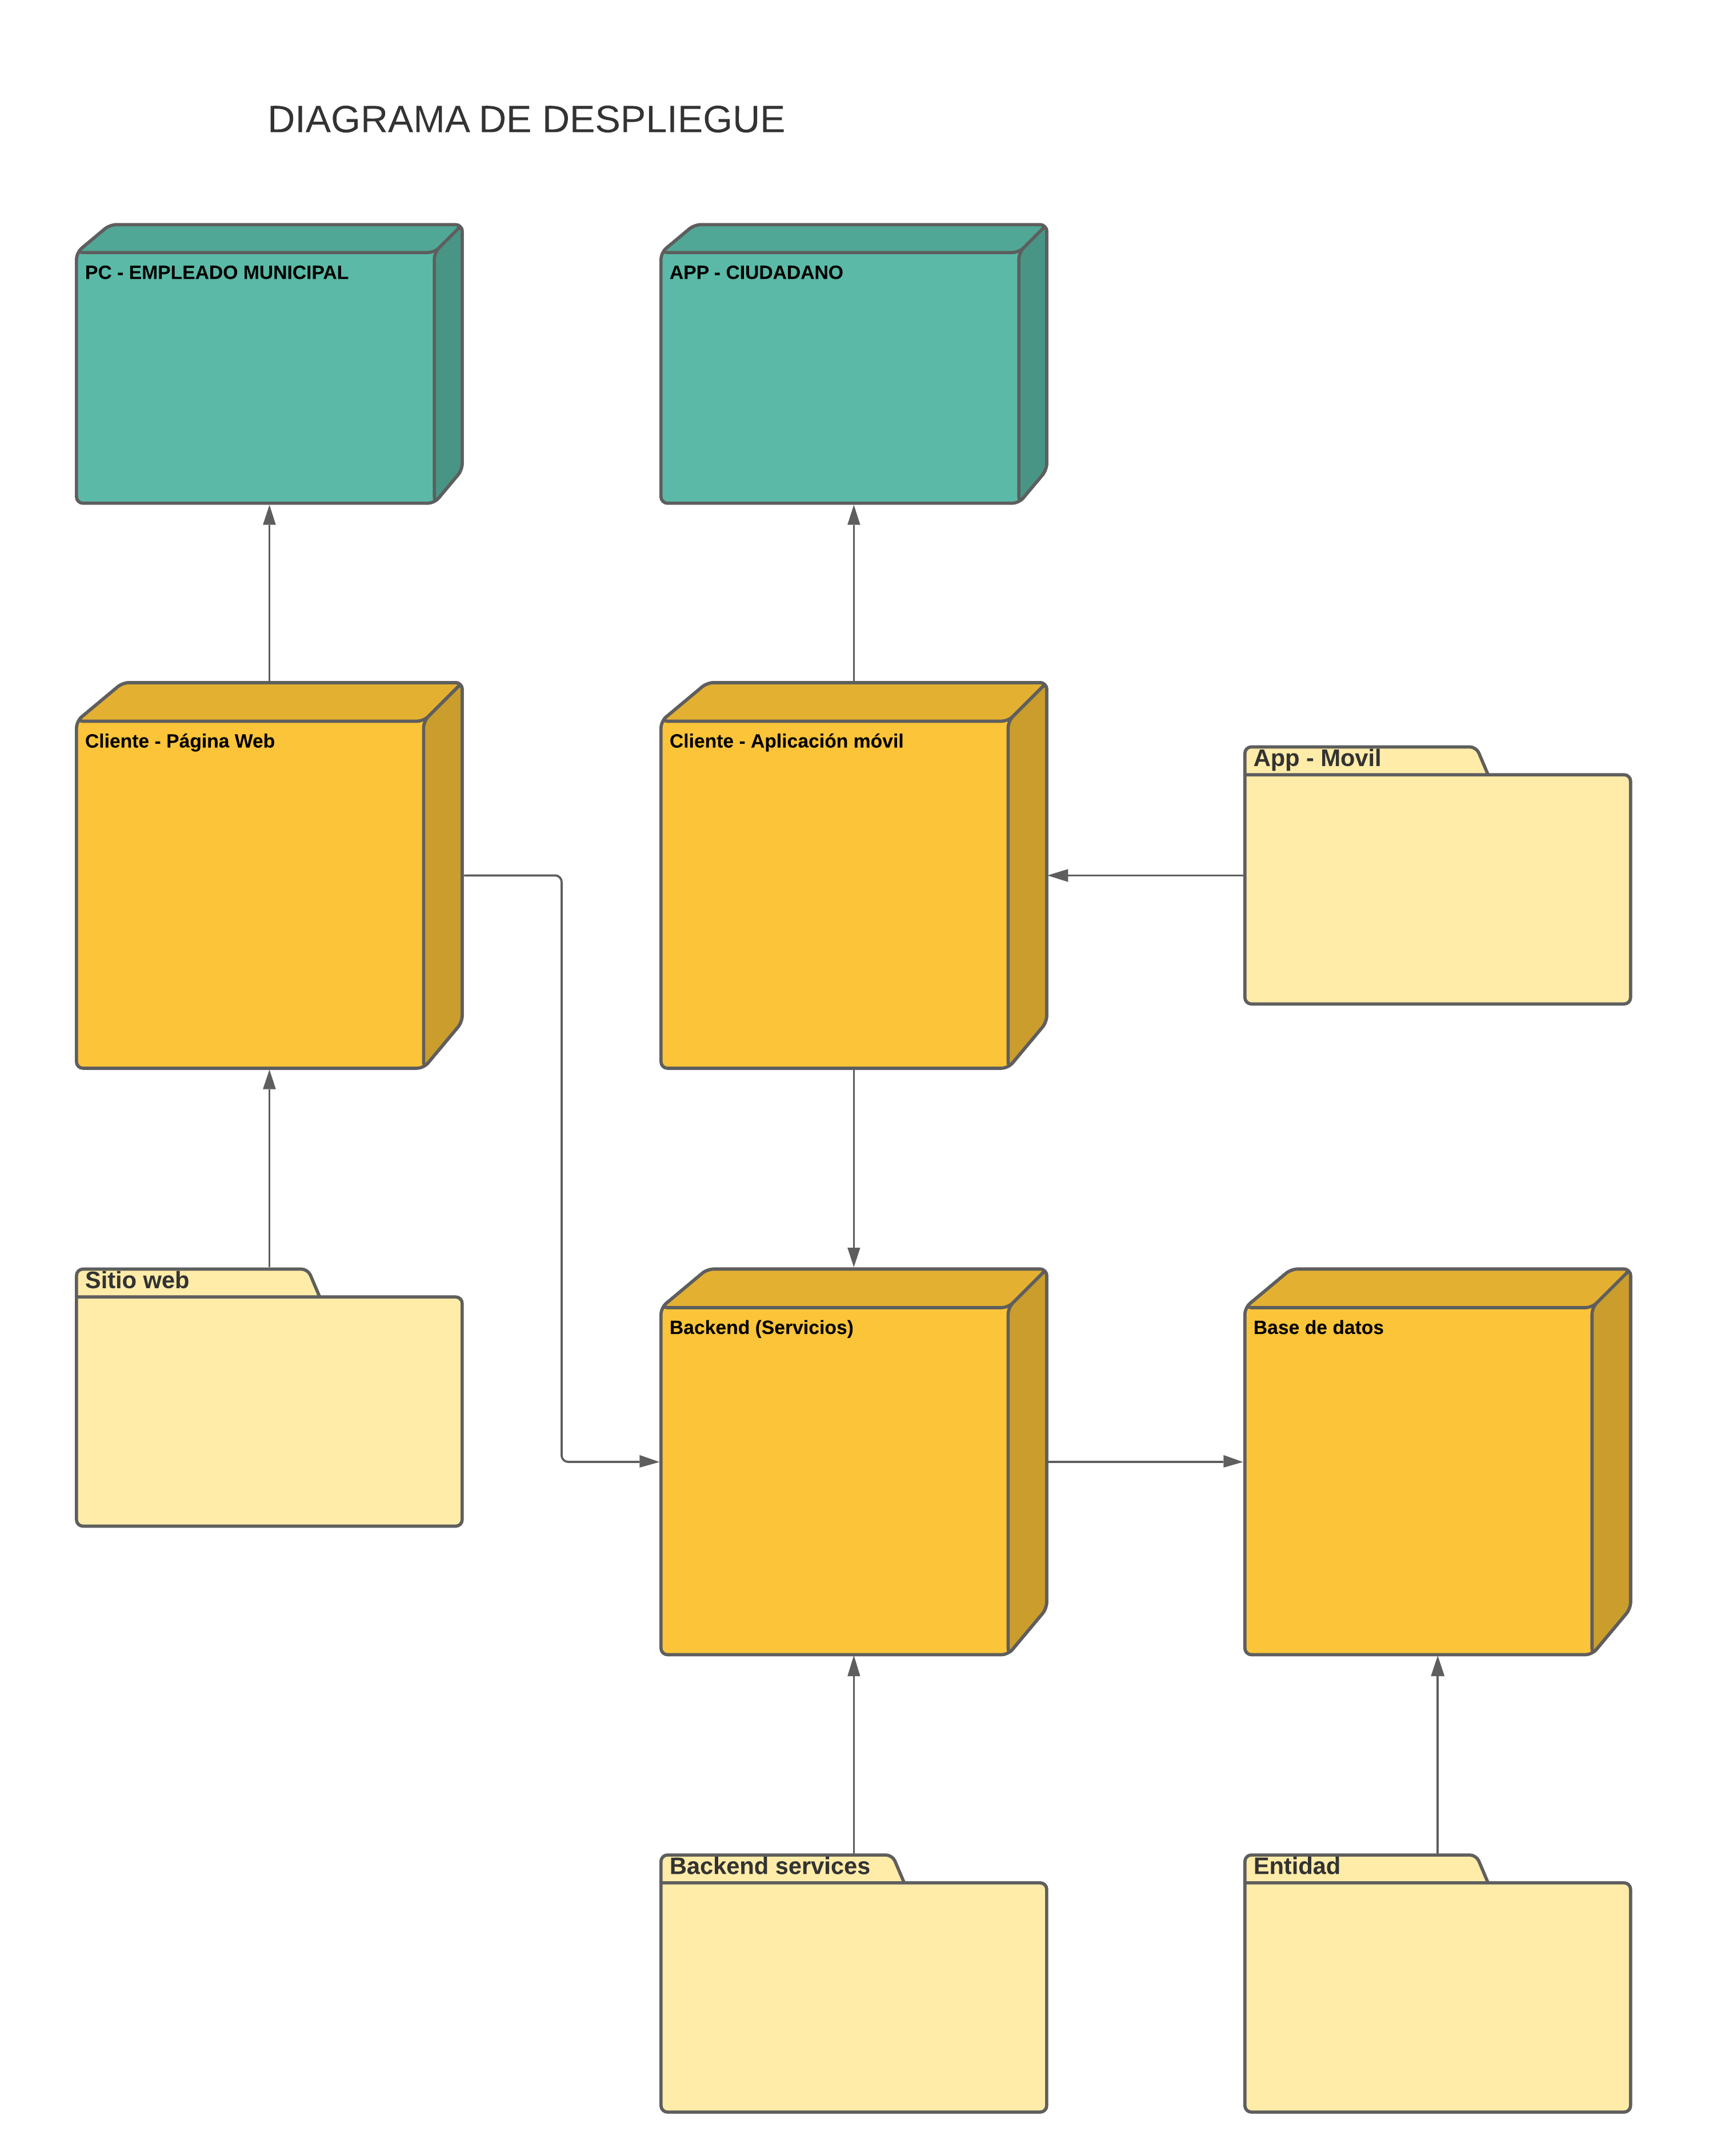 DIAGRAMA DE DESPLIEGUE
PC - EMPLEADO MUNICIPAL
APP - CIUDADANO
Cliente - Página Web
Cliente - Aplicación móvil
App - Movil
Sitio web
Backend (Servicios)
Base de datos
Backend services
Entidad